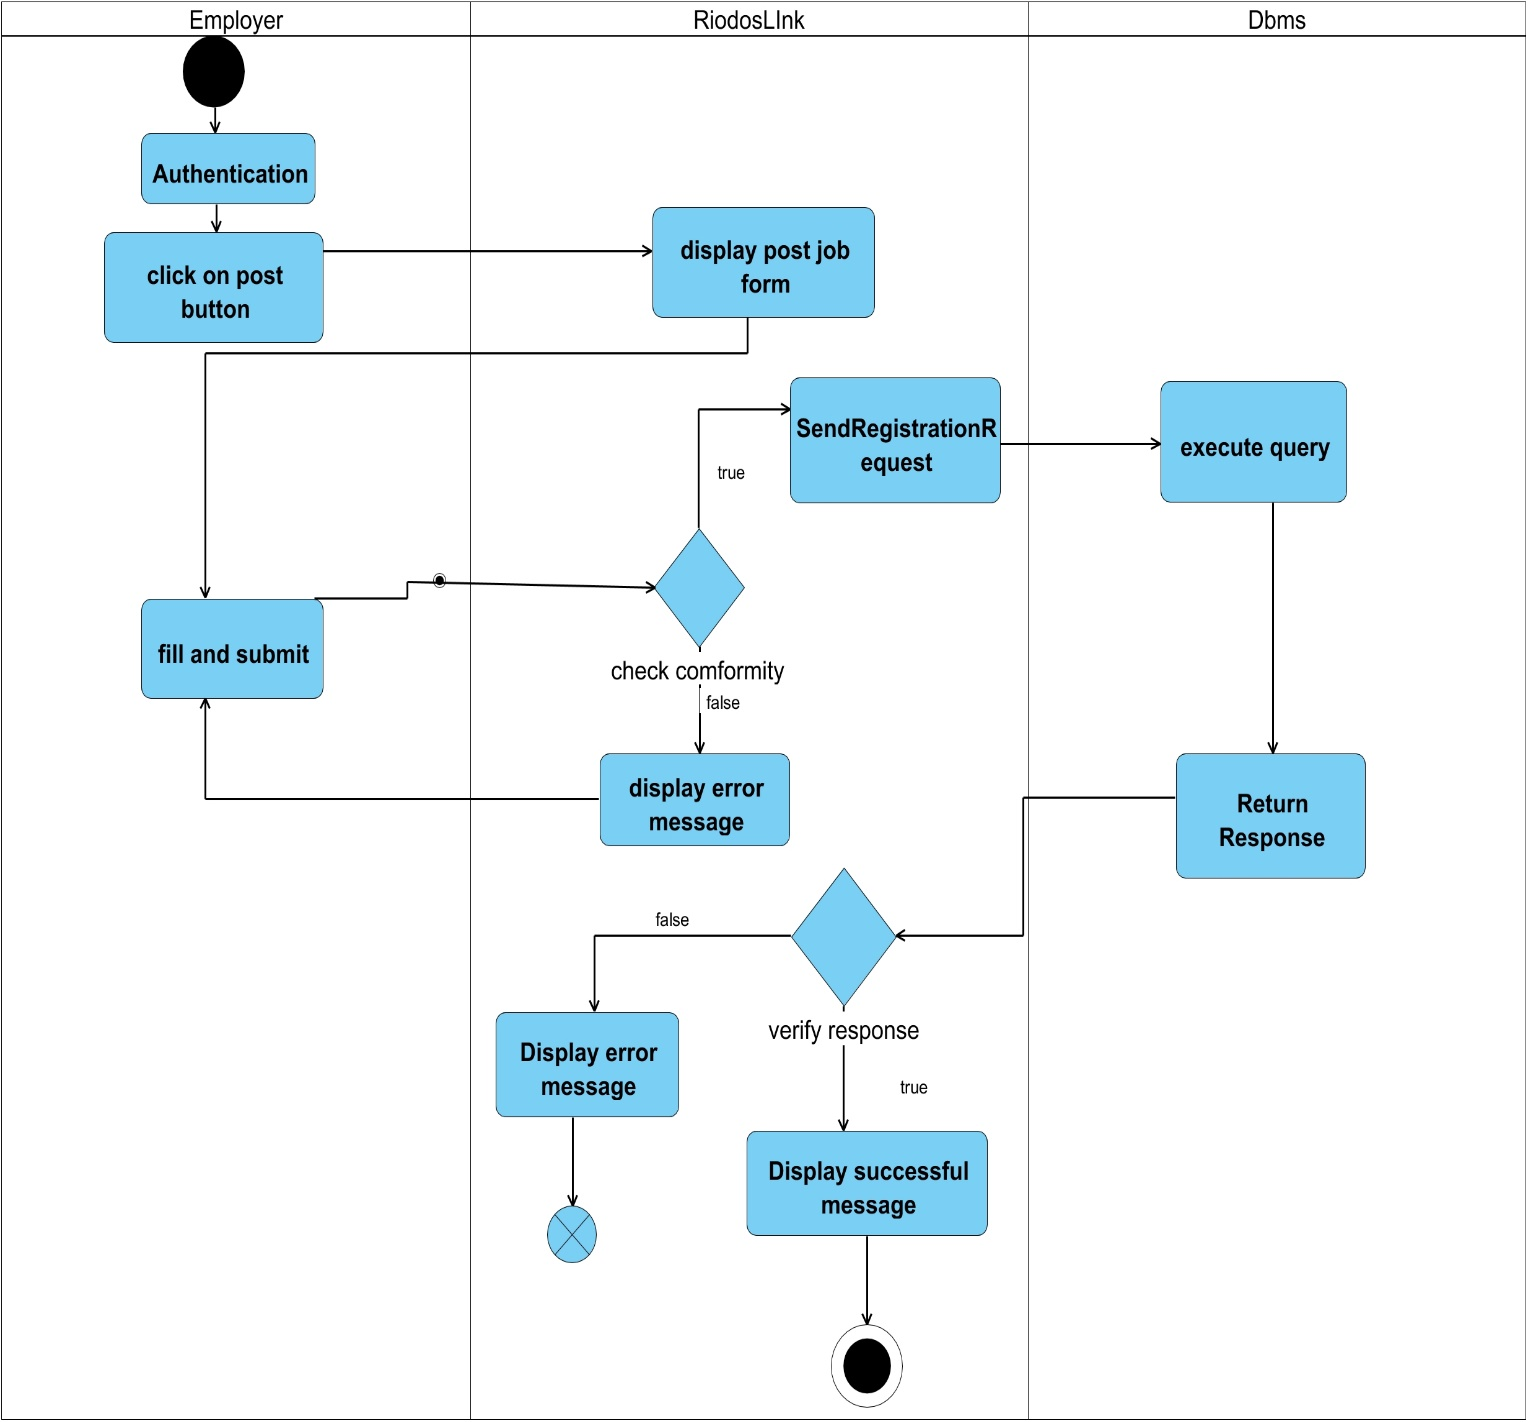 Employer
RiodosLInk
Dbms
Authentication
click on post
button
display post job
form
SendRegistrationR
equest
execute query
true
fill and submit
check comformity
false
display error
message
Return
Response
false
verify response
Display error
message
true
Display successful
message